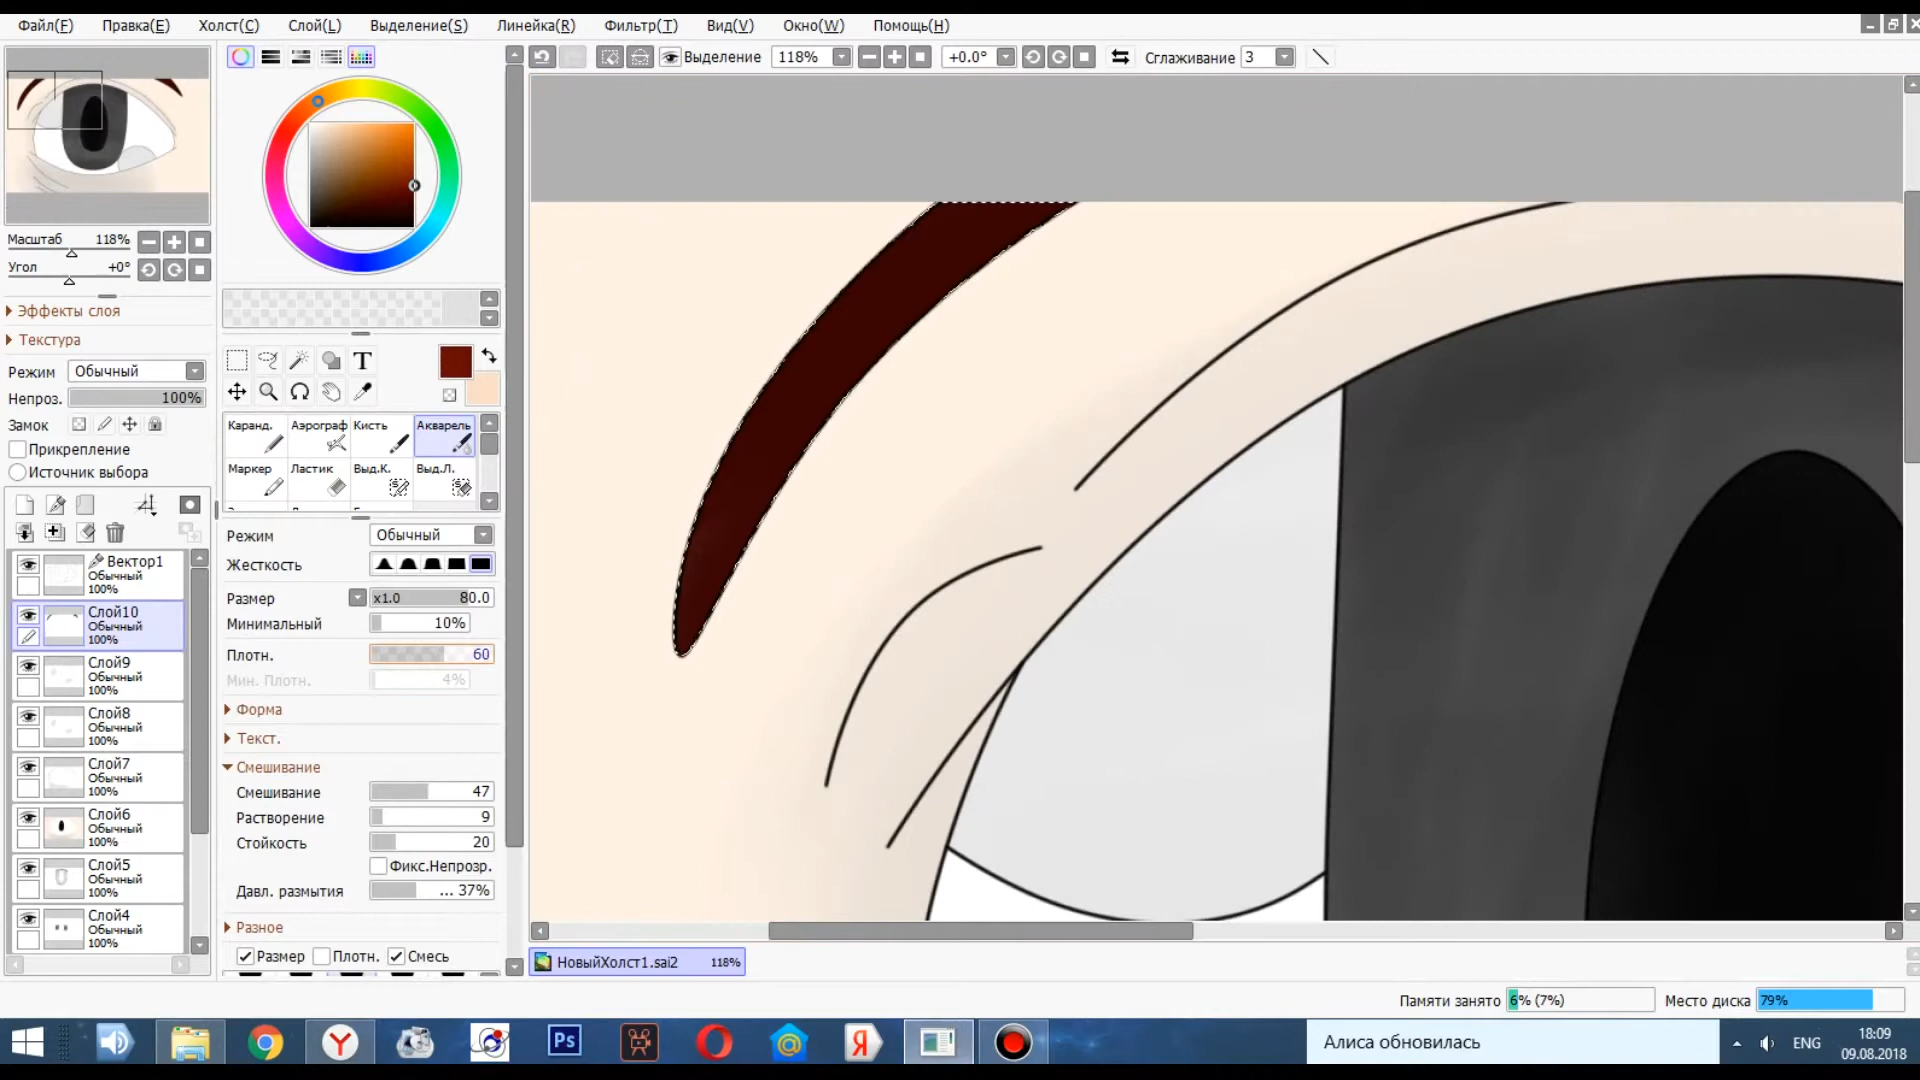 Файл(F) Правка(E) Холст(C) Слой(L) Выделение(S) Линейка(R) Фильтр(T) Вид(V) Окно(W) Помощь(H)
Выделение 118% +0.0° Сглаживание 3
Масштаб 118%
Угол +0°
Эффекты слоя
Текстура
Режим Обычный
Непроз. 100%
Замок
Прикрепление
Источник выбора
Вектор1
Обычный
100%
Слой10
Обычный
100%
Слой9
Обычный
100%
Слой8
Обычный
100%
Слой7
Обычный
100%
Слой6
Обычный
100%
Слой5
Обычный
100%
Слой4
Обычный
100%
T
Каранд. Аэрограф Кисть Акварель
Маркер Ластик Выд.К. Выд.Л.
Режим Обычный
Жесткость
Размер x1.0 80.0
Минимальный 10%
Плотн. 60
Мин. Плотн. 4%
Форма
Текст.
Смешивание
Смешивание 47
Растворение 9
Стойкость 20
Фикс.Непрозр.
Давл. размытия ... 37%
Разное
Размер Плотн. Смесь
НовыйХолст1.sai2 118%
Памяти занято 6% (7%) Место диска 79%
Ps
Я
Алиса обновилась
ENG
18:09
09.08.2018